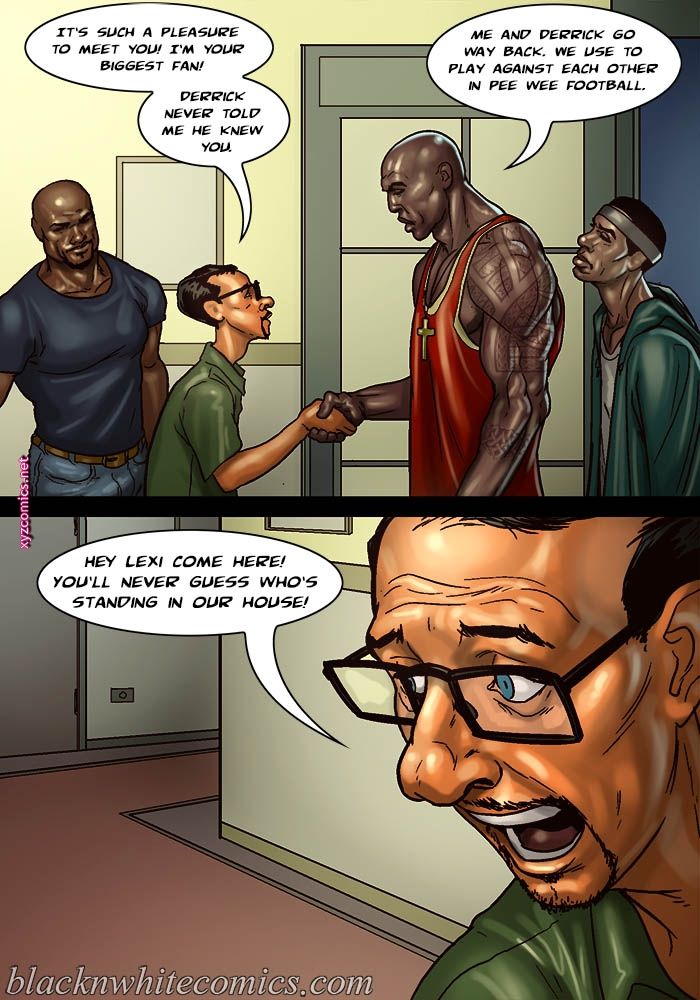 IT'S SUCH A PLEASURE
TO MEET YOU! I'M YOUR
BIGGEST FAN!
DERRICK
NEVER TOLD
ME HE KNEW
YOU.
ME AND DERRICK GO
WAY BACK. WE USE TO
PLAY AGAINST EACH OTHER
IN PEE WEE FOOTBALL.
xyzcomics.net
HEY LEXI COME HERE!
YOU'LL NEVER GUESS WHO'S
STANDING IN OUR HOUSE!
blacknwhitecomics.com